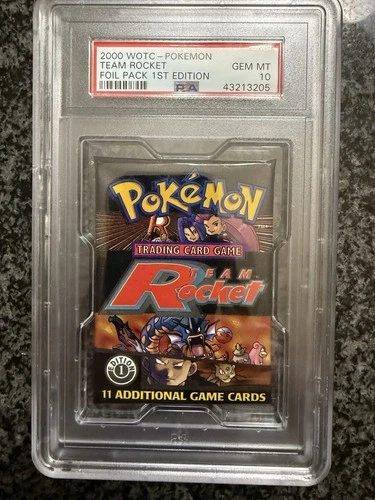 2000 WOTC - POKEMON
TEAM ROCKET
GEM MT
FOIL PACK 1ST EDITION
10
PSA
43213205
POKéMON
TRADING CARD GAME
TEAM
Rocket
EDITION
1
11 ADDITIONAL GAME CARDS